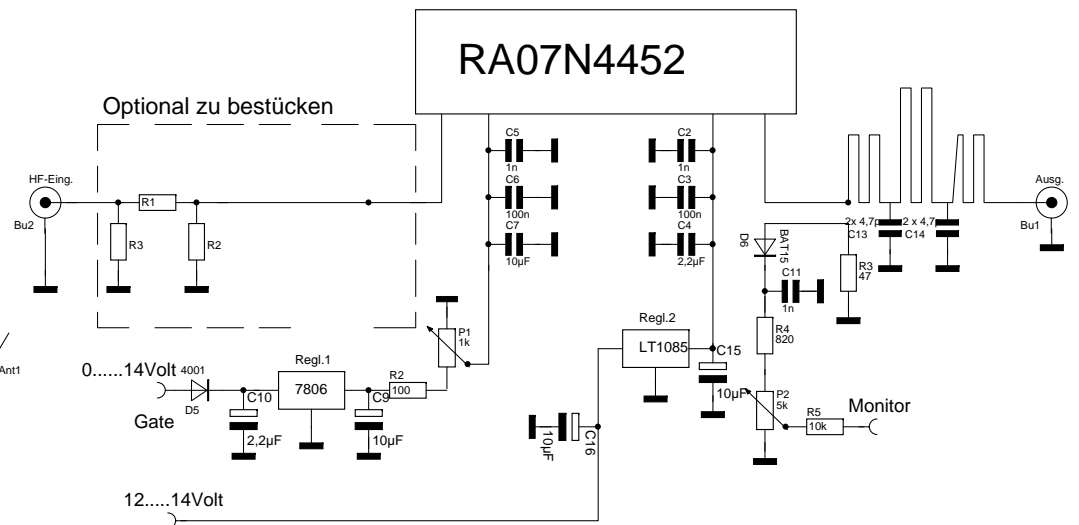 RA07N4452
Optional zu bestücken
HF-Eing.
Bu2
R1
R3
R2
C5
1n
C6
100n
C7
10µF
C2
1n
C3
100n
C4
2,2µF
D6
BAT15
C11
1n
R3
47
R4
820
2x 4,7p
C13
2 x 4,7
C14
Ausg.
Bu1
Ant1
0......14Volt
4001
D5
Gate
C10
2,2µF
Regl.1
7806
C9
10µF
R2
100
P1
1k
Regl.2
LT1085
C15
10µF
C16
10µF
P2
5k
R5
10k
Monitor
12.....14Volt